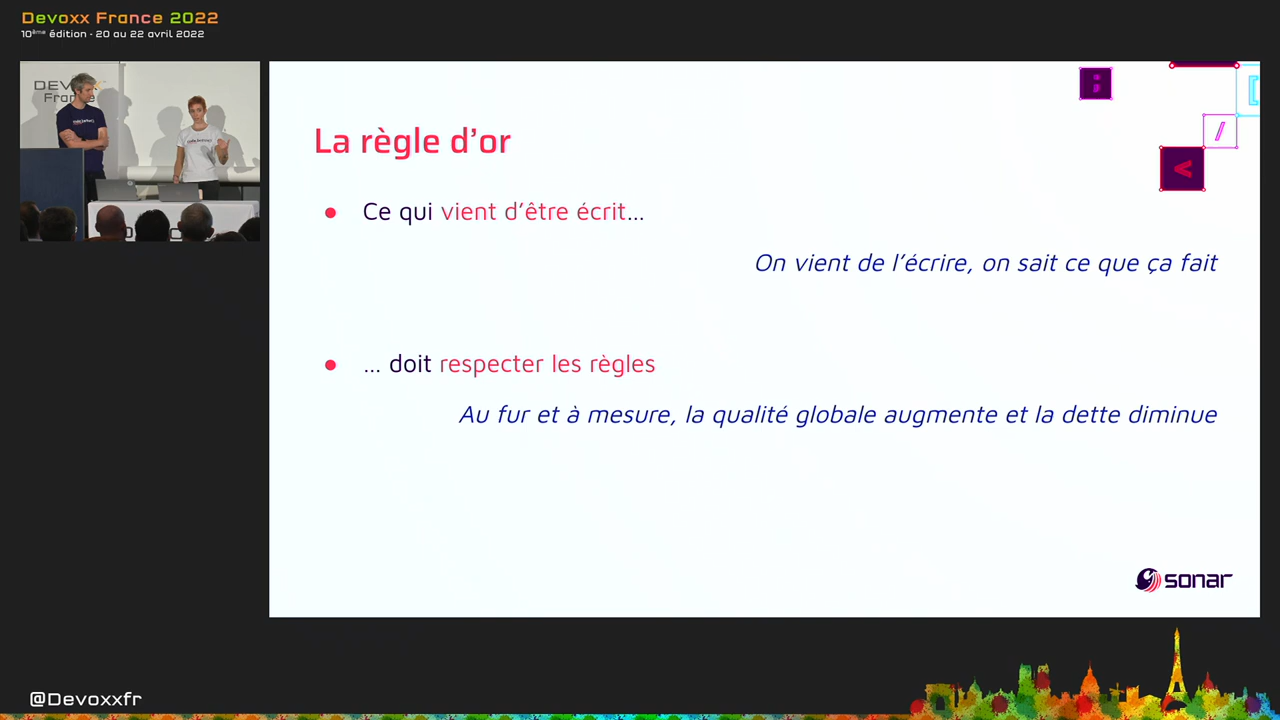 Devoxx France 2022
10ème édition - 20 au 22 avril 2022
DEV
France
La règle d'or
● Ce qui vient d'être écrit...
On vient de l'écrire, on sait ce que ça fait
● ... doit respecter les règles
Au fur et à mesure, la qualité globale augmente et la dette diminue
;
[
/
<
sonar
@Devoxxfr